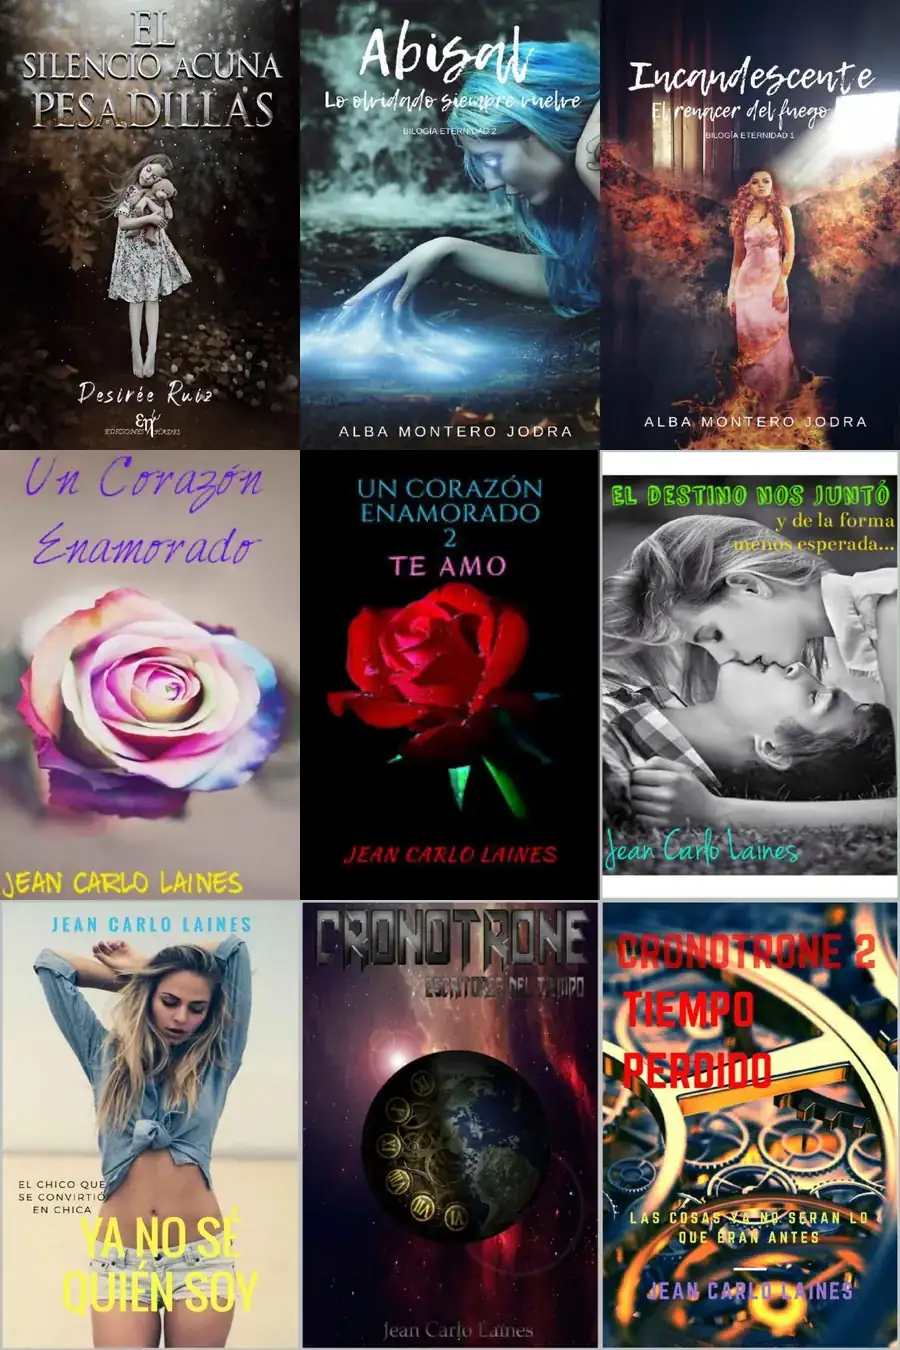 EL
SILENCIO ACUNA
PESADILLAS
Desirée Ruiz
EDICIONES HADES
Abisal
Lo olvidado siempre vuelve
BILOGÍA ETERNIDAD 2
ALBA MONTERO JODRA
Incandescente
El renacer del fuego
BILOGÍA ETERNIDAD 1
ALBA MONTERO JODRA
Un Corazón
Enamorado
JEAN CARLO LAINES
UN CORAZÓN
ENAMORADO
2
TE AMO
JEAN CARLO LAINES
EL DESTINO NOS JUNTÓ
y de la forma
menos esperada...
Jean Carlo Laines
JEAN CARLO LAINES
EL CHICO QUE
SE CONVIRTIÓ
EN CHICA
YA NO SÉ
QUIÉN SOY
CRONOTRONE
ESCRITORES DEL TIEMPO
Jean Carlo Laines
CRONOTRONE 2
TIEMPO
PERDIDO
LAS COSAS YA NO SERAN LO
QUE ERAN ANTES
JEAN CARLO LAINES